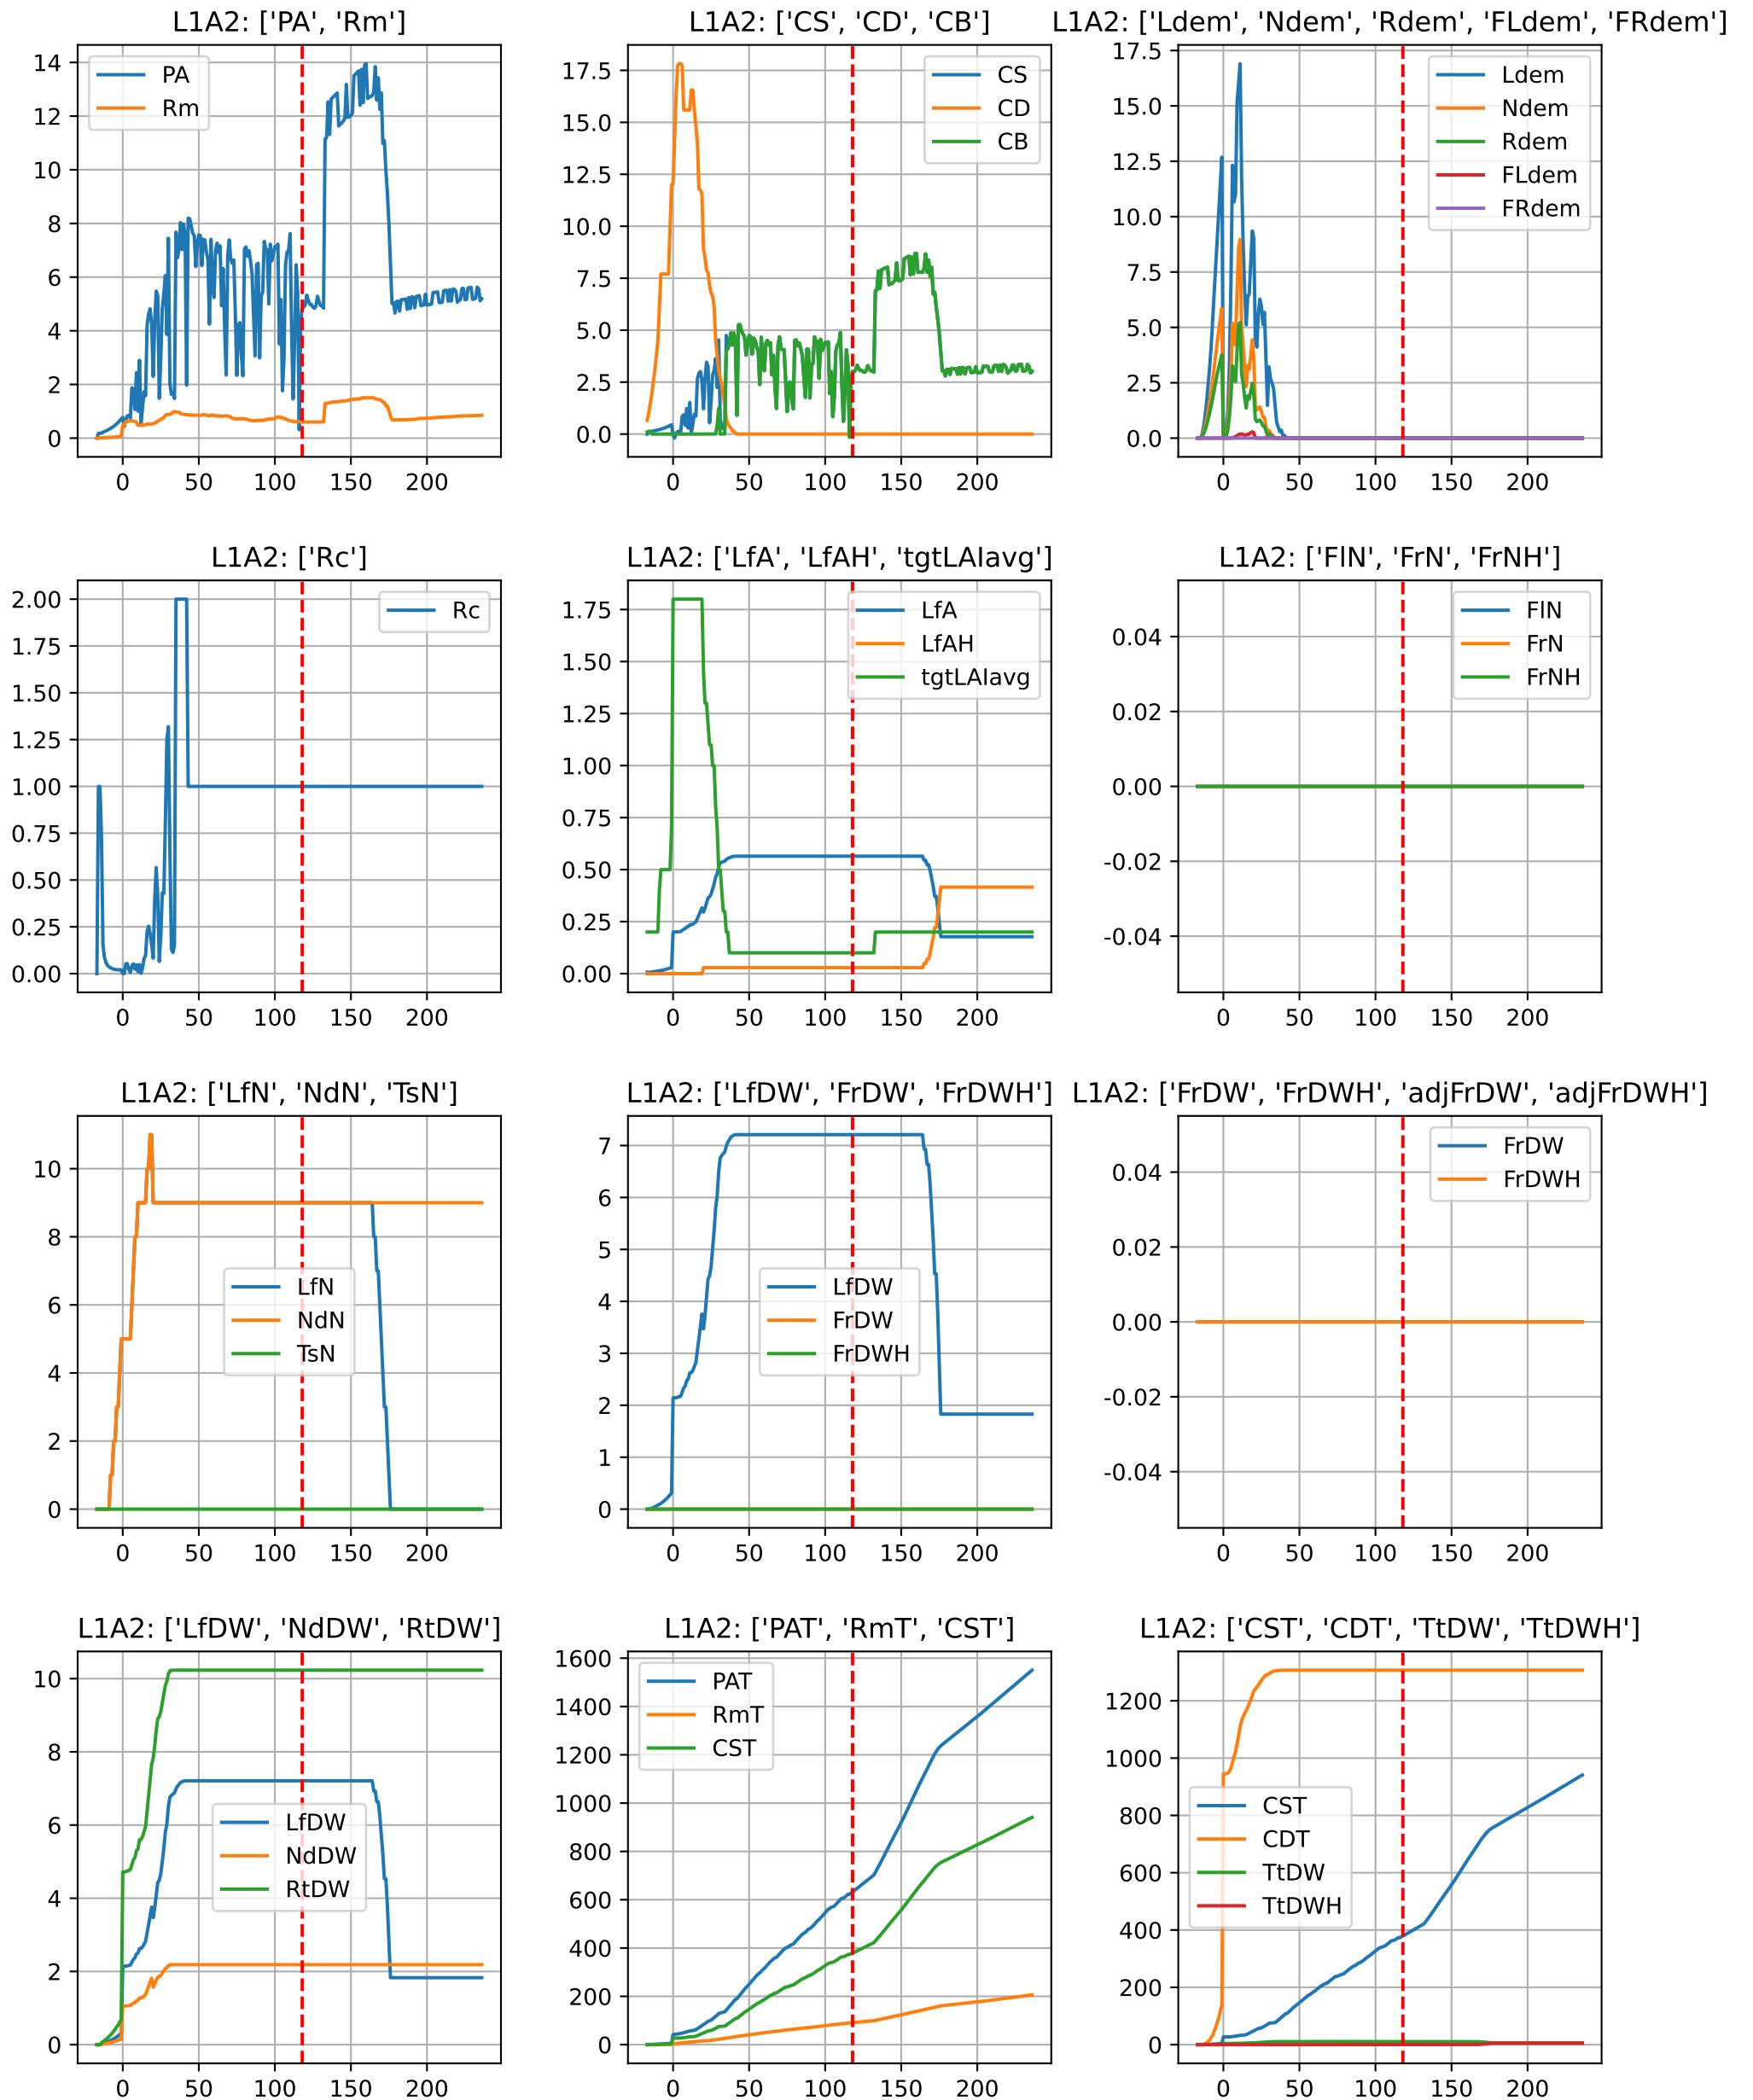 L1A2: ['PA', 'Rm']
14
12
10
8
6
4
2
0
0 50 100 150 200
PA
Rm
L1A2: ['CS', 'CD', 'CB']
17.5
15.0
12.5
10.0
7.5
5.0
2.5
0.0
0 50 100 150 200
CS
CD
CB
L1A2: ['Ldem', 'Ndem', 'Rdem', 'FLdem', 'FRdem']
17.5
15.0
12.5
10.0
7.5
5.0
2.5
0.0
0 50 100 150 200
Ldem
Ndem
Rdem
FLdem
FRdem
L1A2: ['Rc']
2.00
1.75
1.50
1.25
1.00
0.75
0.50
0.25
0.00
0 50 100 150 200
Rc
L1A2: ['LfA', 'LfAH', 'tgtLAIavg']
1.75
1.50
1.25
1.00
0.75
0.50
0.25
0.00
0 50 100 150 200
LfA
LfAH
tgtLAIavg
L1A2: ['FlN', 'FrN', 'FrNH']
0.04
0.02
0.00
-0.02
-0.04
0 50 100 150 200
FlN
FrN
FrNH
L1A2: ['LfN', 'NdN', 'TsN']
10
8
6
4
2
0
0 50 100 150 200
LfN
NdN
TsN
L1A2: ['LfDW', 'FrDW', 'FrDWH']
7
6
5
4
3
2
1
0
0 50 100 150 200
LfDW
FrDW
FrDWH
L1A2: ['FrDW', 'FrDWH', 'adjFrDW', 'adjFrDWH']
0.04
0.02
0.00
-0.02
-0.04
0 50 100 150 200
FrDW
FrDWH
L1A2: ['LfDW', 'NdDW', 'RtDW']
10
8
6
4
2
0
0 50 100 150 200
LfDW
NdDW
RtDW
L1A2: ['PAT', 'RmT', 'CST']
1600
1400
1200
1000
800
600
400
200
0
0 50 100 150 200
PAT
RmT
CST
L1A2: ['CST', 'CDT', 'TtDW', 'TtDWH']
1200
1000
800
600
400
200
0
0 50 100 150 200
CST
CDT
TtDW
TtDWH